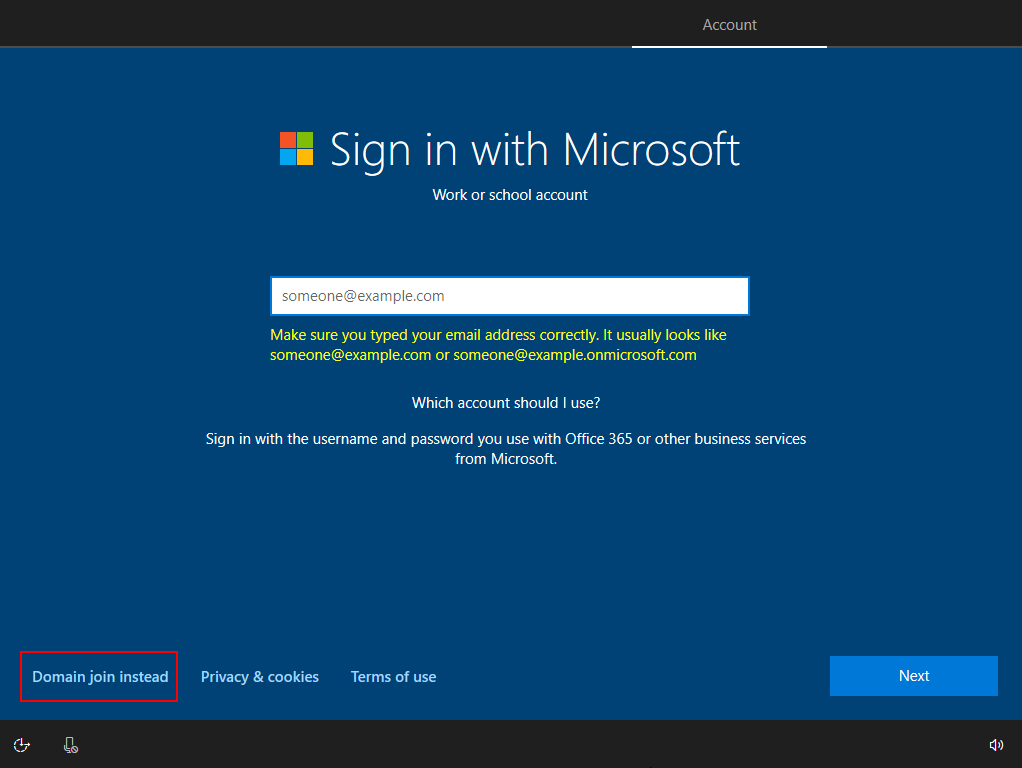 Account
Sign in with Microsoft
Work or school account
someone@example.com
Make sure you typed your email address correctly. It usually looks like
someone@example.com or someone@example.onmicrosoft.com
Which account should I use?
Sign in with the username and password you use with Office 365 or other business services
from Microsoft.
Domain join instead Privacy & cookies Terms of use Next